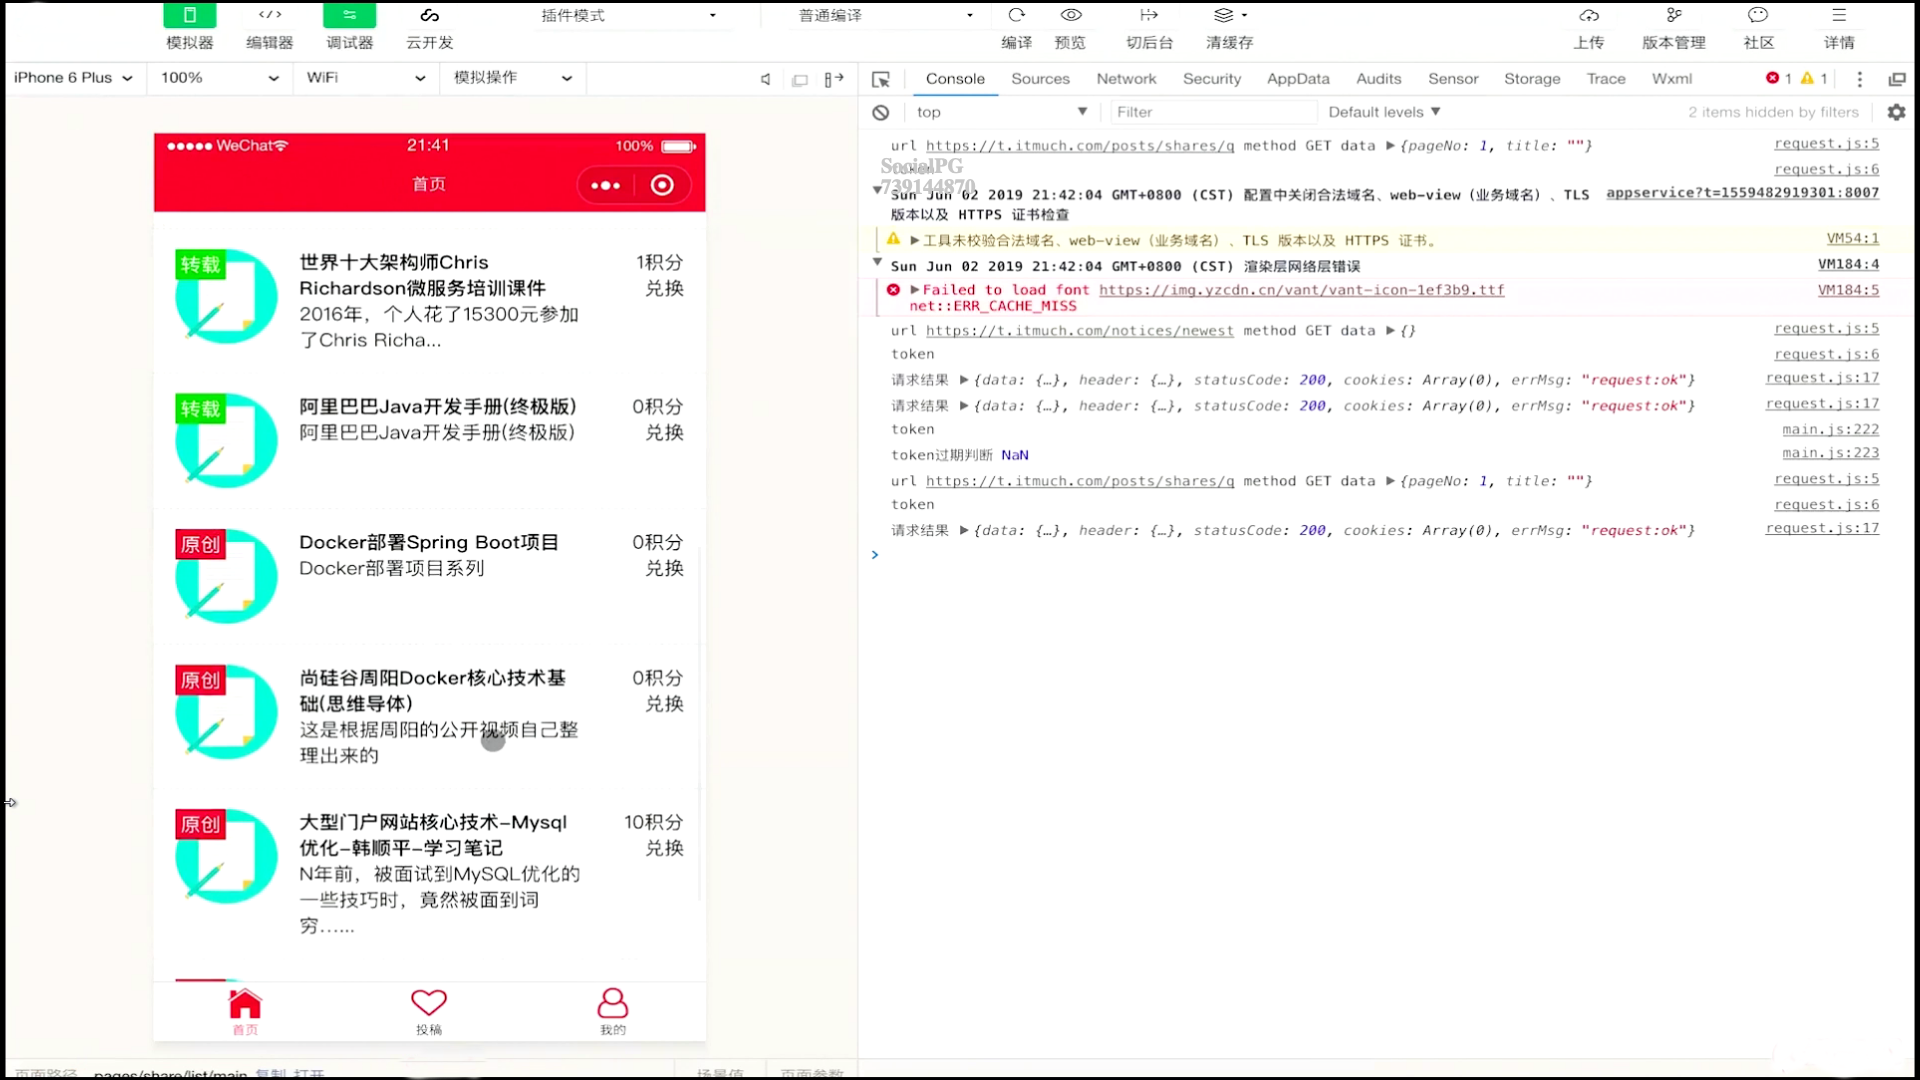 模拟器 编辑器 调试器 云开发 插件模式 普通编译 编译 预览 切后台 清缓存 上传 版本管理 社区 详情
iPhone 6 Plus 100% WiFi 模拟操作
WeChat 21:41 100%
首页
转载
世界十大架构师Chris
Richardson微服务培训课件
2016年，个人花了15300元参加
了Chris Richa...
1积分
兑换
转载
阿里巴巴Java开发手册(终极版)
阿里巴巴Java开发手册(终极版)
0积分
兑换
原创
Docker部署Spring Boot项目
Docker部署项目系列
0积分
兑换
原创
尚硅谷周阳Docker核心技术基
础(思维导体)
这是根据周阳的公开视频自己整
理出来的
0积分
兑换
原创
大型门户网站核心技术-Mysql
优化-韩顺平-学习笔记
N年前，被面试到MySQL优化的
一些技巧时，竟然被面到词
穷......
10积分
兑换
首页 投稿 我的
页面路径 pages/share/list/main 复制 打开 场景值 页面参数
Console Sources Network Security AppData Audits Sensor Storage Trace Wxml 1 1
top Filter Default levels 2 items hidden by filters
url https://t.itmuch.com/posts/shares/q method GET data {pageNo: 1, title: ""} request.js:5
SocialPG
token request.js:6
739144870
Sun Jun 02 2019 21:42:04 GMT+0800 (CST) 配置中关闭合法域名、web-view（业务域名）、TLS appservice?t=1559482919301:8007
版本以及 HTTPS 证书检查
工具未校验合法域名、web-view（业务域名）、TLS 版本以及 HTTPS 证书。 VM54:1
Sun Jun 02 2019 21:42:04 GMT+0800 (CST) 渲染层网络层错误 VM184:4
Failed to load font https://img.yzcdn.cn/vant/vant-icon-1ef3b9.ttf VM184:5
net::ERR_CACHE_MISS
url https://t.itmuch.com/notices/newest method GET data {} request.js:5
token request.js:6
请求结果 {data: {…}, header: {…}, statusCode: 200, cookies: Array(0), errMsg: "request:ok"} request.js:17
请求结果 {data: {…}, header: {…}, statusCode: 200, cookies: Array(0), errMsg: "request:ok"} request.js:17
token main.js:222
token过期判断 NaN main.js:223
url https://t.itmuch.com/posts/shares/q method GET data {pageNo: 1, title: ""} request.js:5
token request.js:6
请求结果 {data: {…}, header: {…}, statusCode: 200, cookies: Array(0), errMsg: "request:ok"} request.js:17